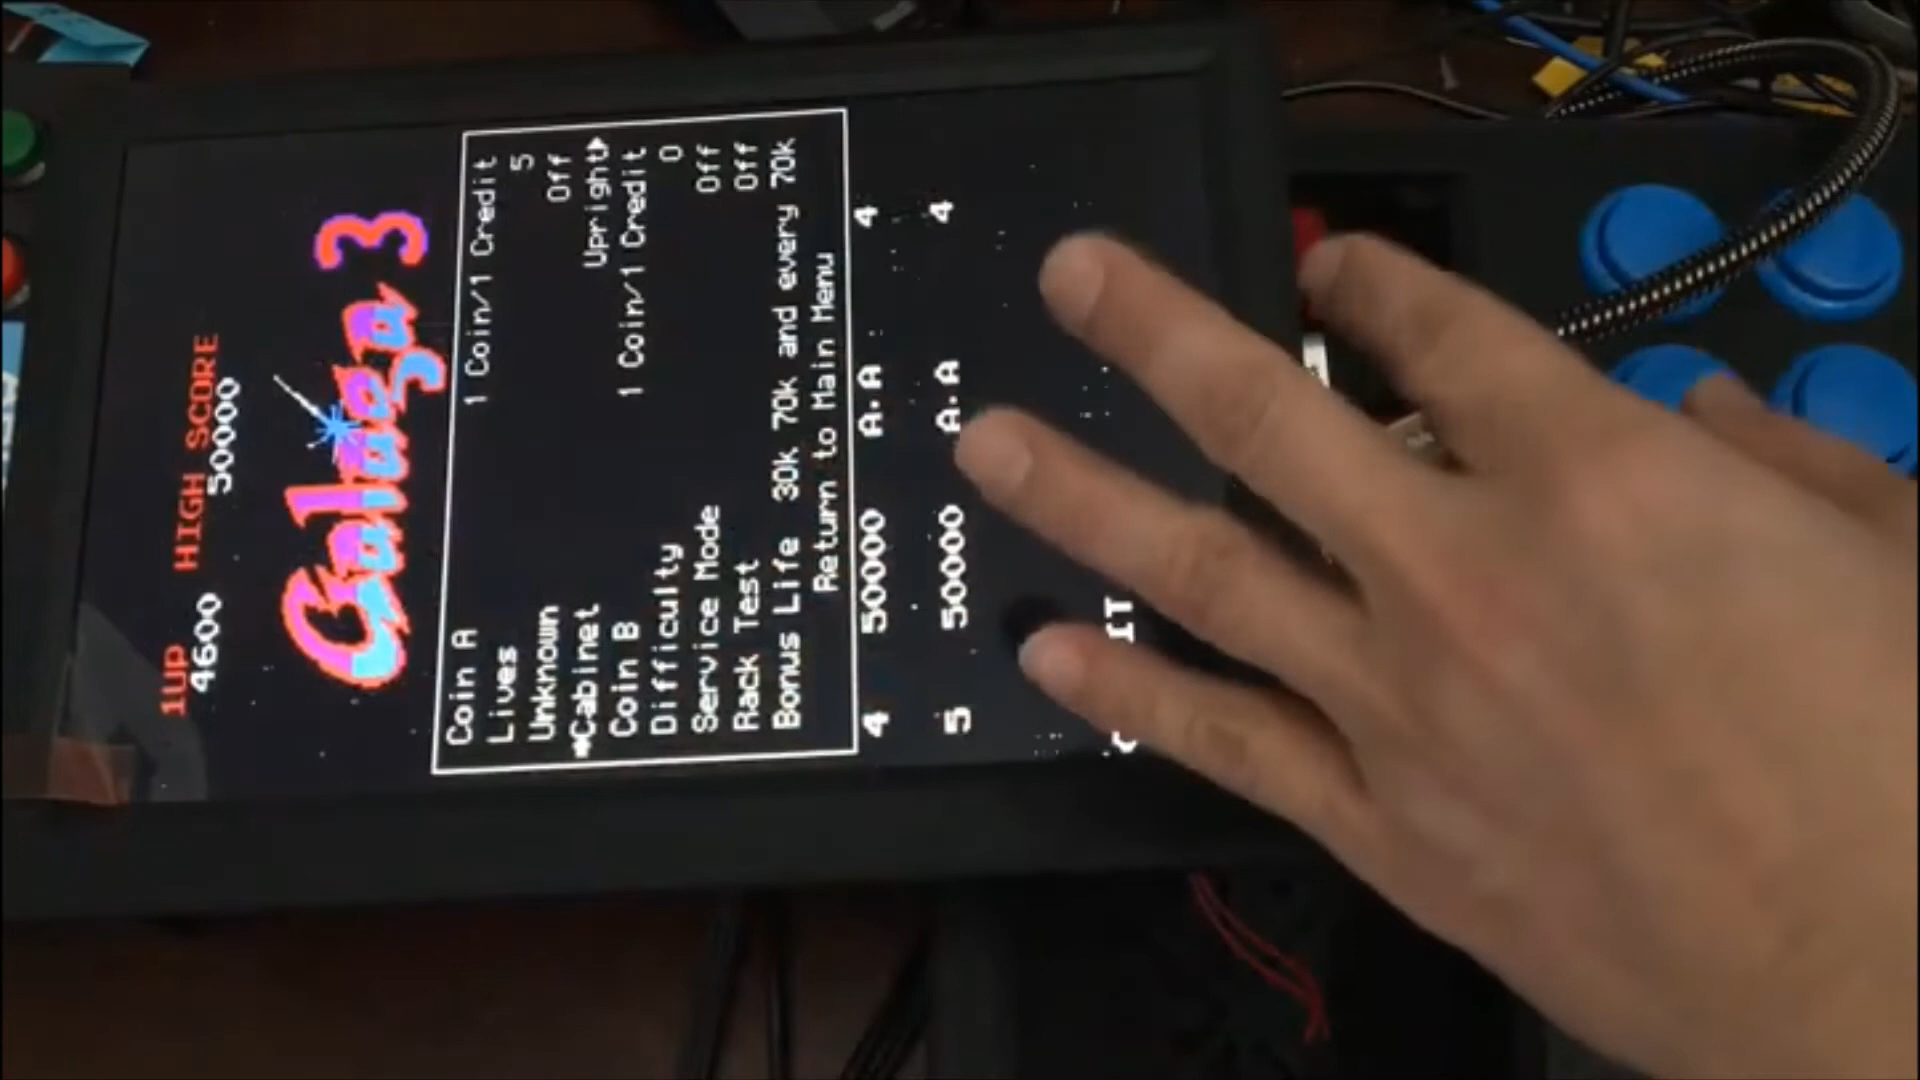 1UP HIGH SCORE
4600 50000
Galaga 3
Coin A 1 Coin/1 Credit
Lives 5
Unknown Off
Cabinet Upright
Coin B 1 Coin/1 Credit
Difficulty 0
Service Mode Off
Rack Test Off
Bonus Life 30k 70k and every 70k
Return to Main Menu
4 50000 A.A 4
5 50000 A.A 4